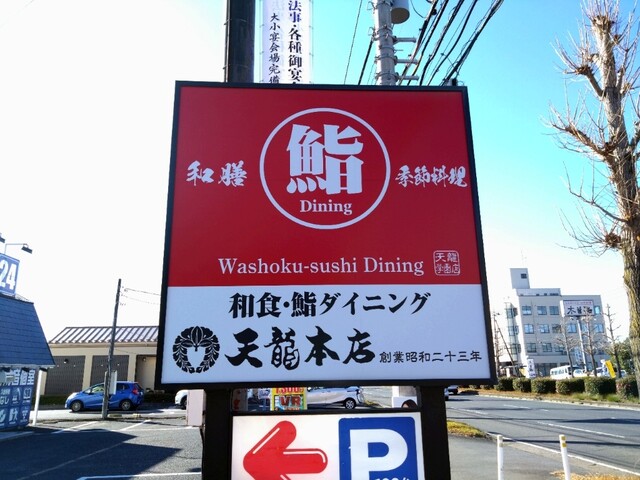 法事・各種御宴
大小宴会場完備
鮨
Dining
和膳
季節料理
Washoku-sushi Dining
天龍
和食・鮨ダイニング
天龍本店 創業昭和二十三年
P
24